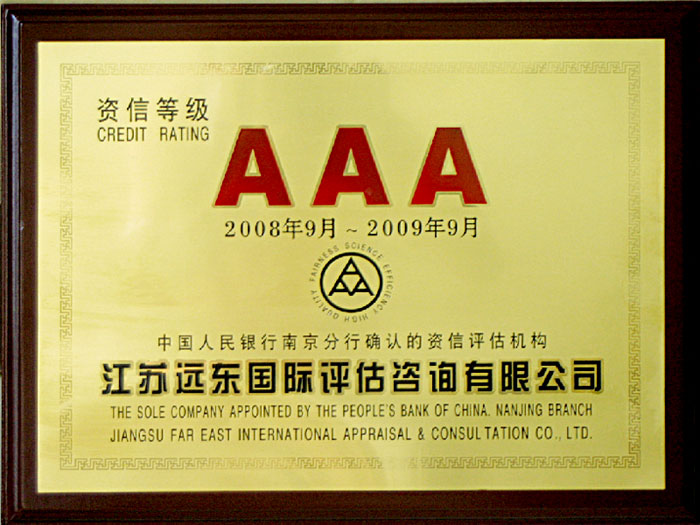 资信等级
CREDIT RATING
AAA
2008年9月~2009年9月
FAIRNESS SCIENCE EFFICIENCY HIGH QUALITY
中国人民银行南京分行确认的资信评估机构
江苏远东国际评估咨询有限公司
THE SOLE COMPANY APPOINTED BY THE PEOPLE'S BANK OF CHINA. NANJING BRANCH
JIANGSU FAR EAST INTERNATIONAL APPRAISAL & CONSULTATION CO., LTD.